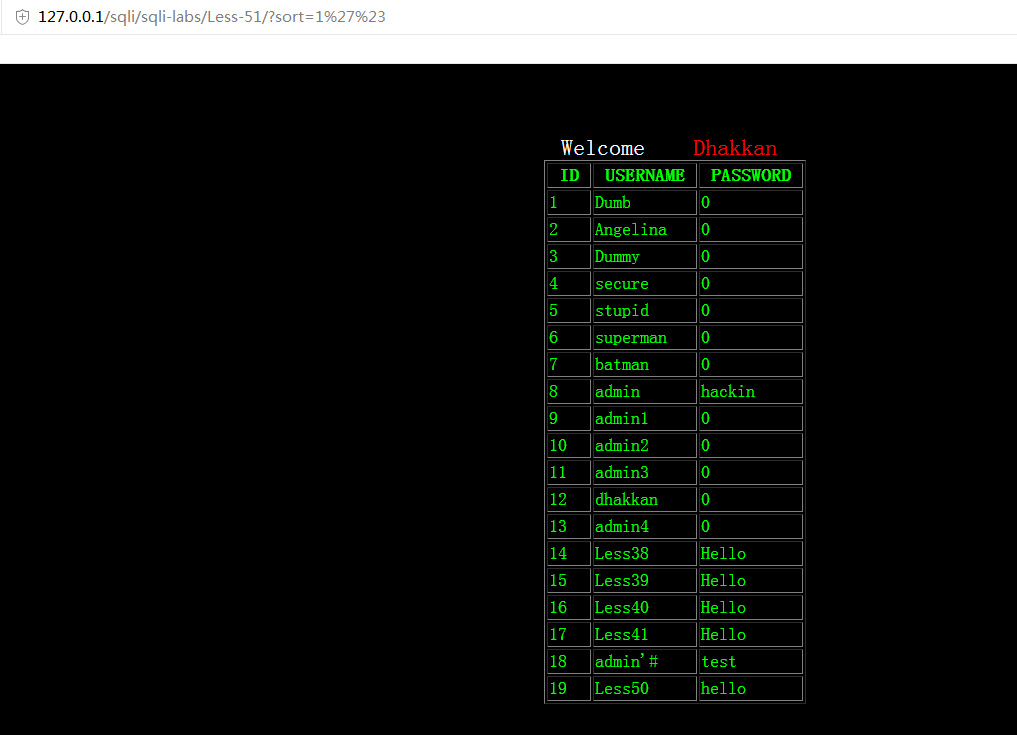 127.0.0.1/sqli/sqli-labs/Less-51/?sort=1%27%23
Welcome Dhakkan
ID USERNAME PASSWORD
1 Dumb 0
2 Angelina 0
3 Dummy 0
4 secure 0
5 stupid 0
6 superman 0
7 batman 0
8 admin hackin
9 admin1 0
10 admin2 0
11 admin3 0
12 dhakkan 0
13 admin4 0
14 Less38 Hello
15 Less39 Hello
16 Less40 Hello
17 Less41 Hello
18 admin'# test
19 Less50 hello